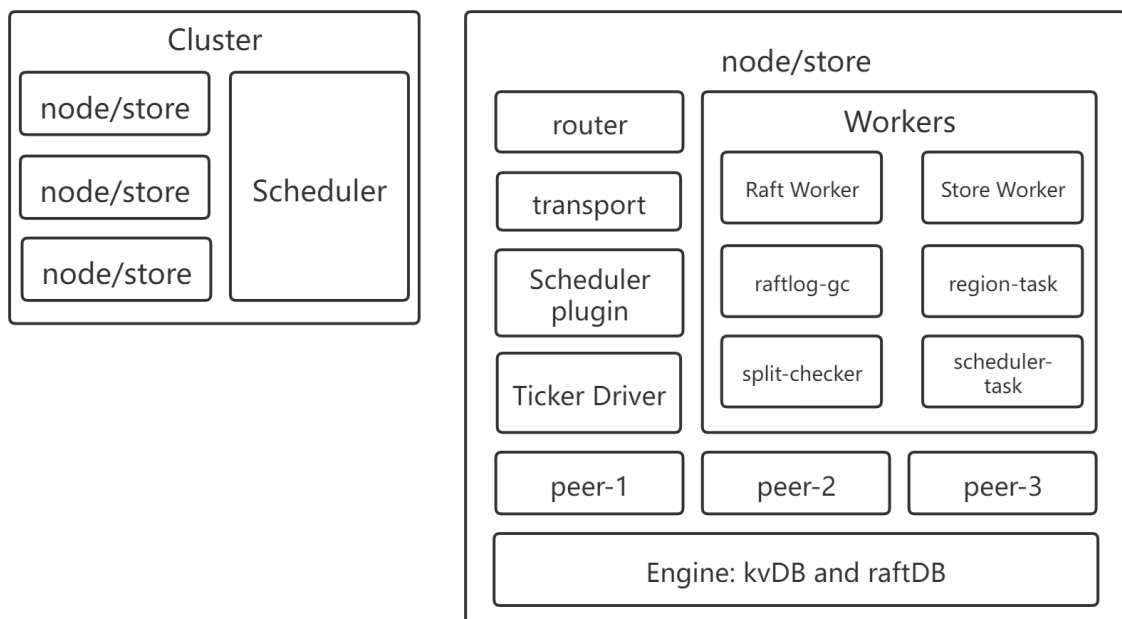 Cluster
node/store
node/store
node/store
Scheduler
node/store
router
transport
Scheduler
plugin
Ticker Driver
Workers
Raft Worker
Store Worker
raftlog-gc
region-task
split-checker
scheduler-
task
peer-1
peer-2
peer-3
Engine: kvDB and raftDB